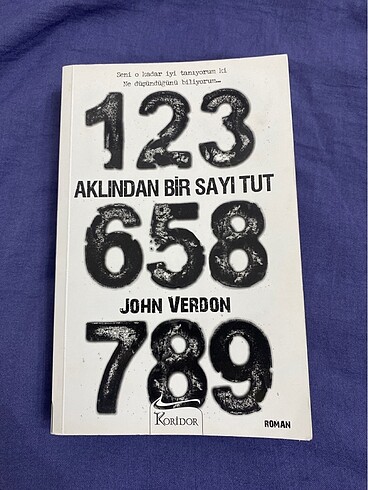 Seni o kadar iyi tanıyorum ki
Ne düşündüğünü biliyorum...
123
AKLINDAN BİR SAYI TUT
658
JOHN VERDON
789
KORİDOR
ROMAN